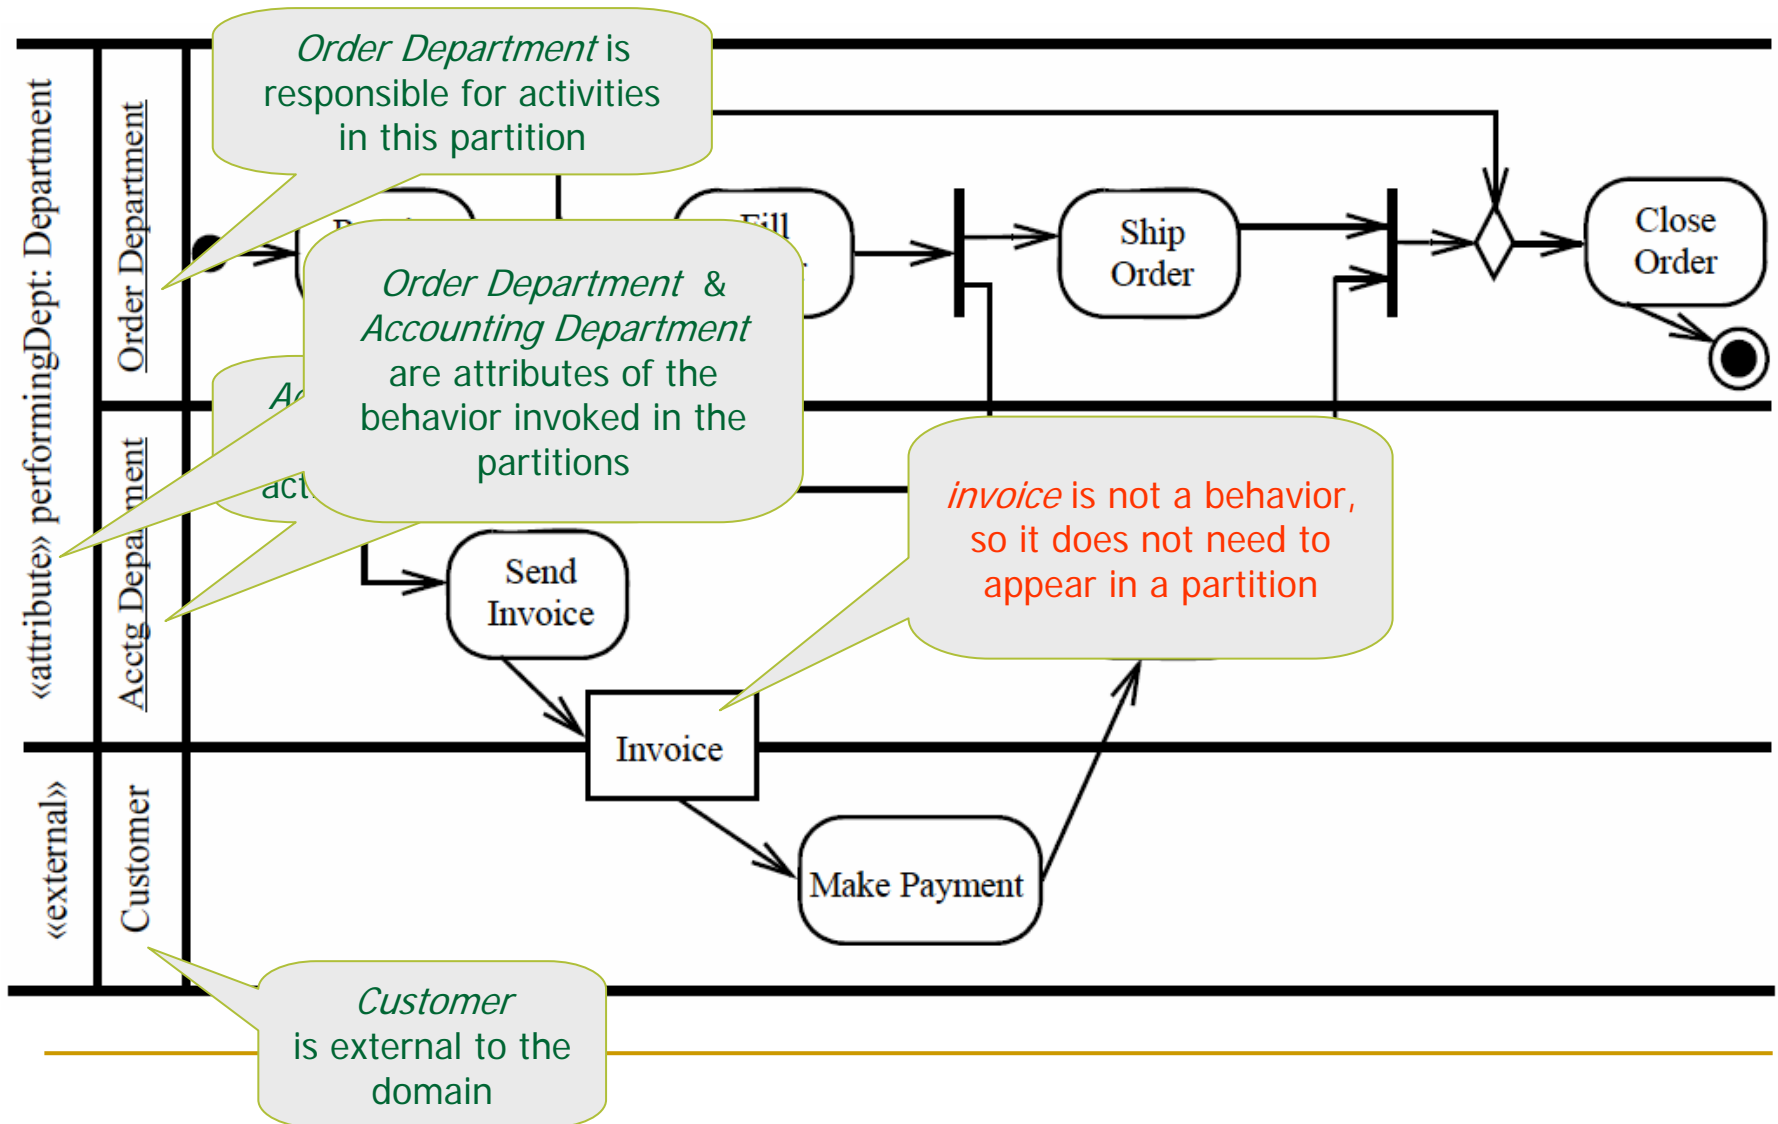 Order Department is
responsible for activities
in this partition
«attribute» performingDept: Department
Order Department
Fill
Ship
Order
Close
Order
Order Department &
Accounting Department
are attributes of the
behavior invoked in the
partitions
Acctg Department
invoice is not a behavior,
so it does not need to
appear in a partition
Send
Invoice
Invoice
«external»
Customer
Make Payment
Customer
is external to the
domain